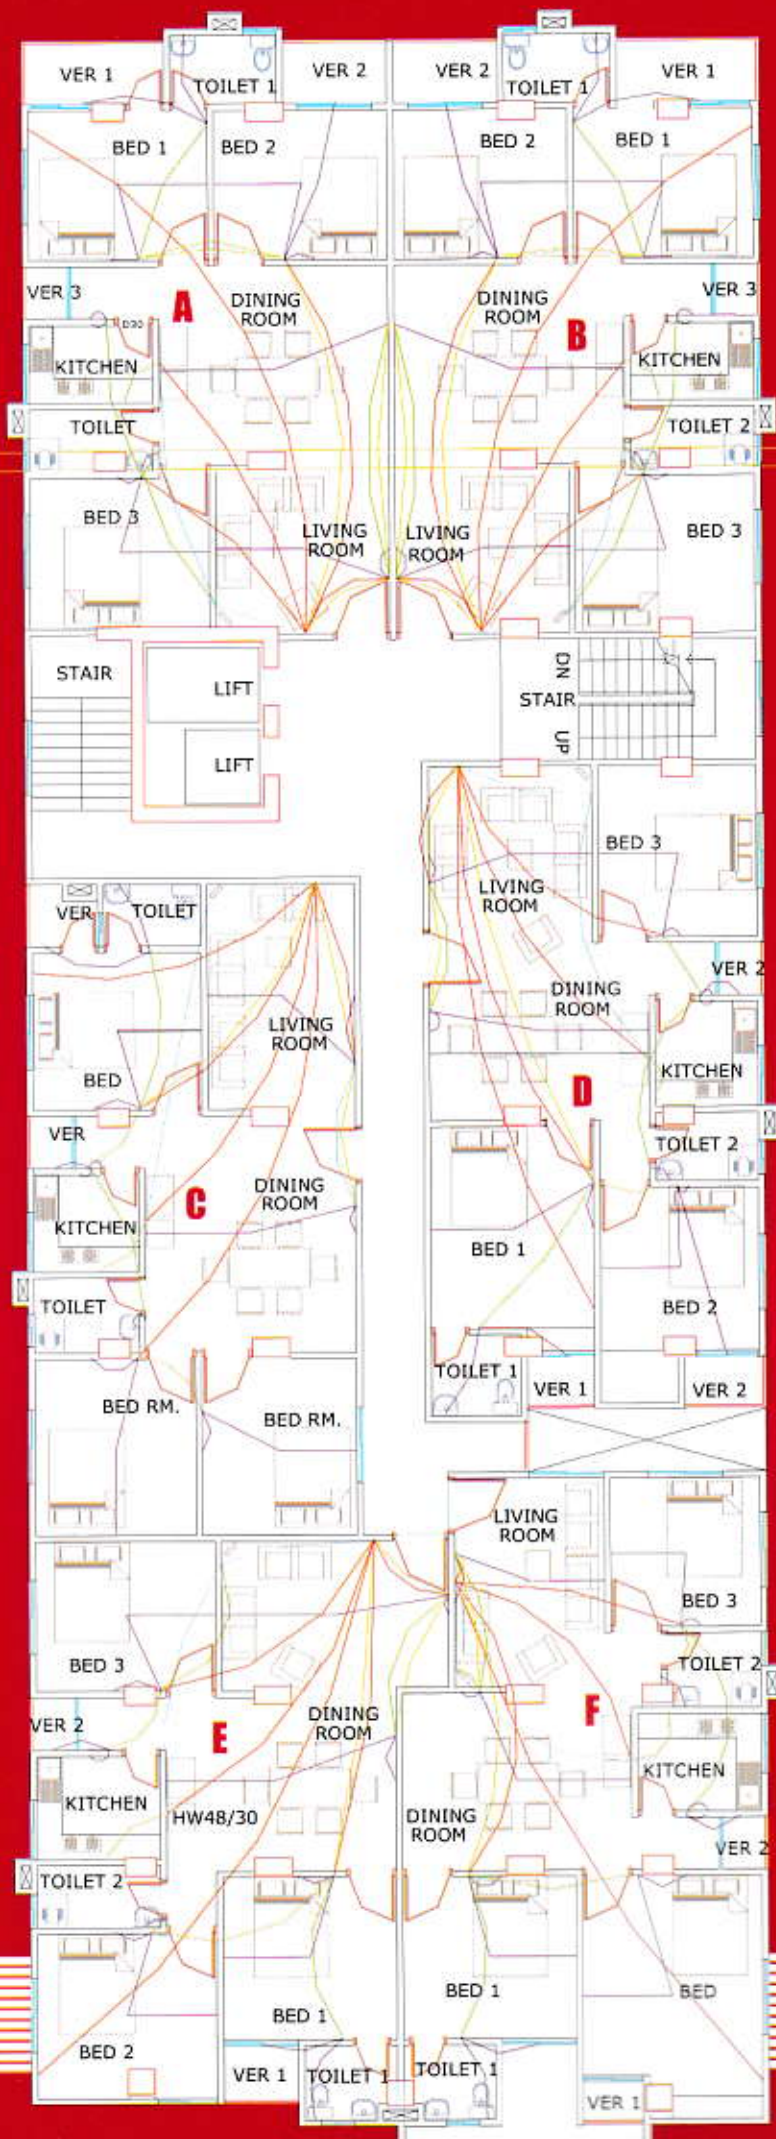 VER 1
TOILET 1
VER 2
VER 2
TOILET 1
VER 1
BED 1
BED 2
BED 2
BED 1
VER 3
A
DINING
ROOM
DINING
ROOM
B
VER 3
D30
KITCHEN
KITCHEN
TOILET
TOILET 2
BED 3
LIVING
ROOM
LIVING
ROOM
BED 3
STAIR
LIFT
LIFT
DN
STAIR
UP
BED 3
LIVING
ROOM
VER
TOILET
VER 2
DINING
ROOM
LIVING
ROOM
BED
KITCHEN
D
VER
TOILET 2
C
DINING
ROOM
KITCHEN
BED 1
TOILET
BED 2
TOILET 1
VER 1
VER 2
BED RM.
BED RM.
LIVING
ROOM
BED 3
BED 3
TOILET 2
VER 2
E
DINING
ROOM
F
KITCHEN
HW48/30
DINING
ROOM
KITCHEN
VER 2
TOILET 2
BED 1
BED 1
BED
BED 2
VER 1
TOILET 1
TOILET 1
VER 1